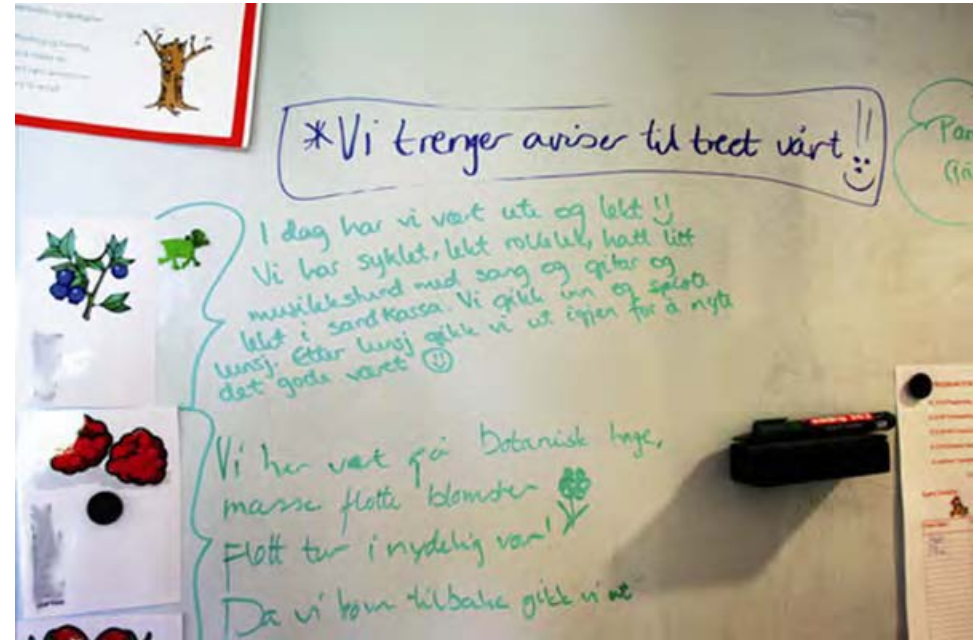 *Vi trenger aviser til treet vårt!!
Par
I dag har vi vært ute og lekt!!
Vi har syklet, lekt rollelek, hatt litt
musikkstund med sang og gitar og
lekt i sandkassa. Vi gikk inn og spiste
lunsj. Etter lunsj gikk vi ut igjen for å nyte
det gode været
Vi har vært på Botanisk hage,
masse flotte blomster
Flott tur i nydelig vær!
Da vi kom tilbake gikk vi ut